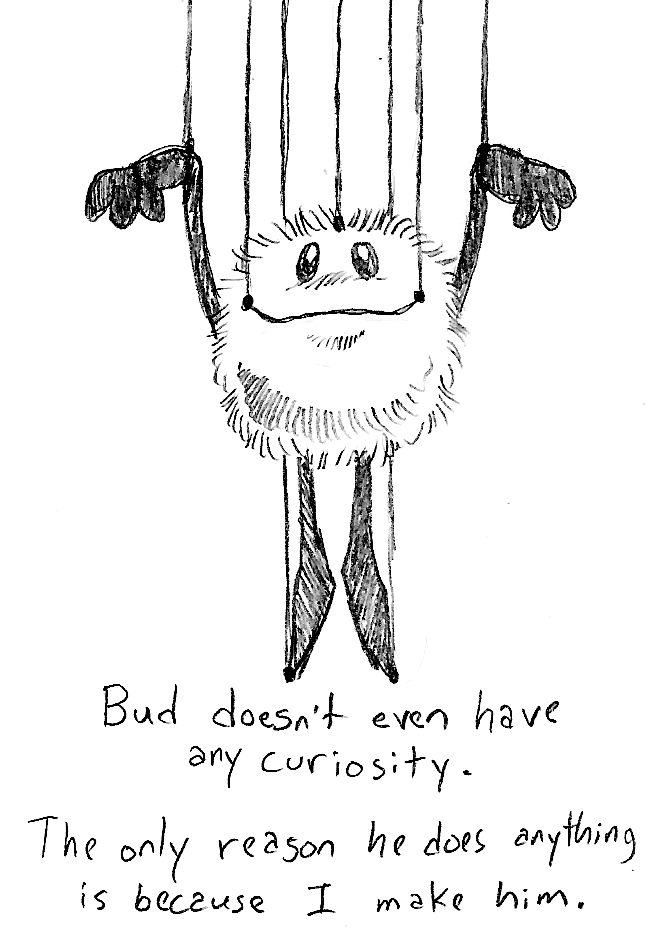 Bud doesn't even have
any curiosity.
The only reason he does anything
is because I make him.